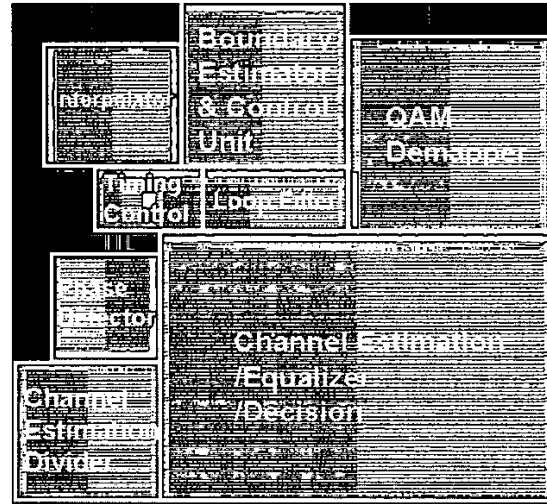 Boundary
Estimator
& Control
Unit
Interpolator
QAM
Demapper
Timing
Control
Loop Filter
Phase
Detector
Channel Estimation
/Equalizer
/Decision
Channel
Estimation
Divider